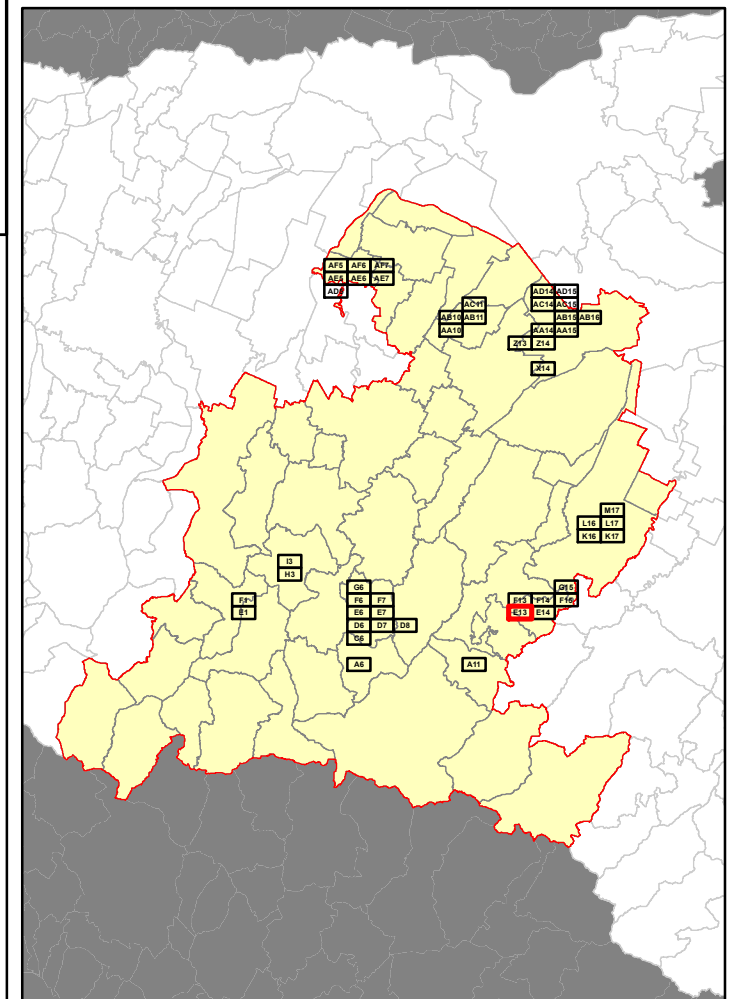 AF5 AF6 AF7
AE5 AE6 AE7
AD14 AD15
AC11 AC14 AC15
AB10 AB11 AB15 AB16
AA10 AA14 AA15
Z13 Z14
X14
M17
L16 L17
K16 K17
I3
H3
G6 G15
F1 F6 F7 F13 F14 F15
E1 E6 E7 E13 E14
D6 D7 D8
C6
A6 A11